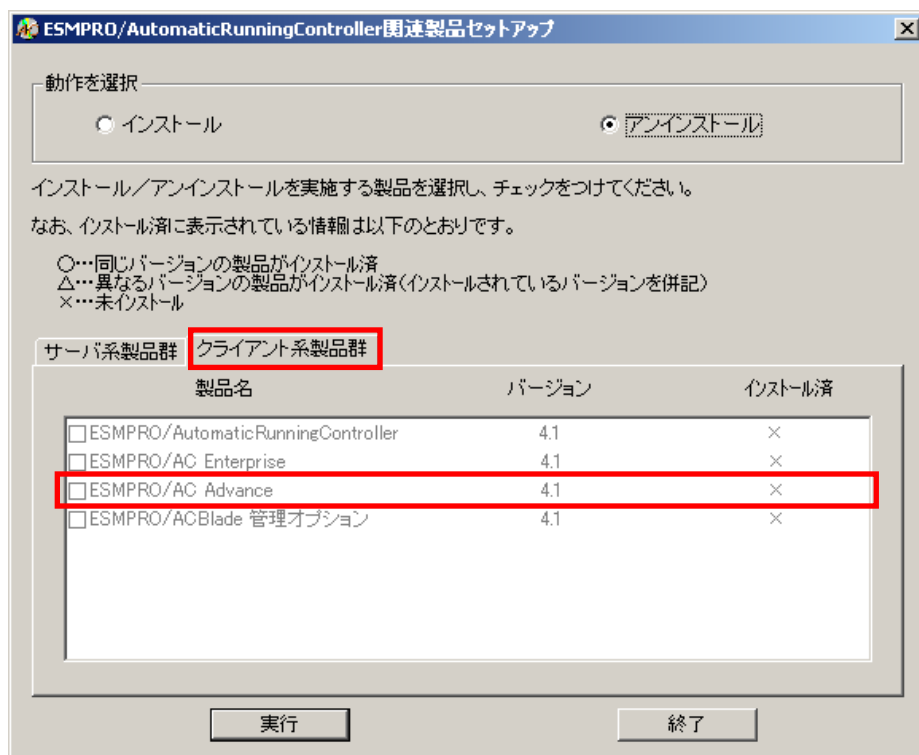 ESMPRO/AutomaticRunningController関連製品セットアップ
動作を選択
インストール アンインストール
インストール／アンインストールを実施する製品を選択し、チェックをつけてください。
なお、インストール済に表示されている情報は以下のとおりです。
○…同じバージョンの製品がインストール済
△…異なるバージョンの製品がインストール済(インストールされているバージョンを併記)
×…未インストール
サーバ系製品群 クライアント系製品群
製品名 バージョン インストール済
ESMPRO/AutomaticRunningController 4.1 ×
ESMPRO/AC Enterprise 4.1 ×
ESMPRO/AC Advance 4.1 ×
ESMPRO/ACBlade 管理オプション 4.1 ×
実行 終了